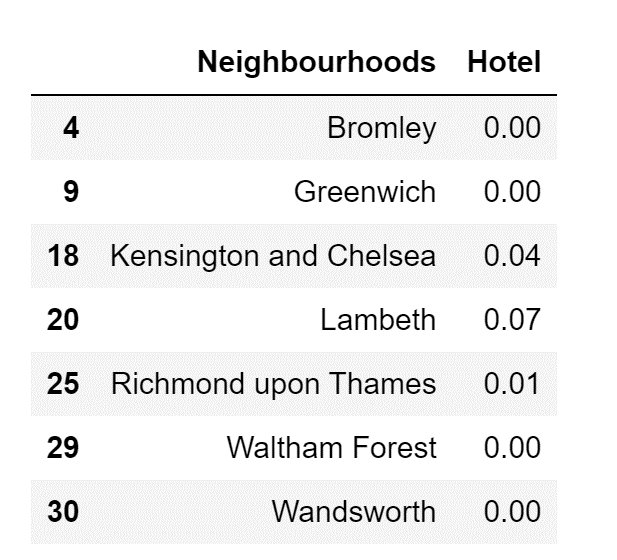 Neighbourhoods Hotel
4 Bromley 0.00
9 Greenwich 0.00
18 Kensington and Chelsea 0.04
20 Lambeth 0.07
25 Richmond upon Thames 0.01
29 Waltham Forest 0.00
30 Wandsworth 0.00